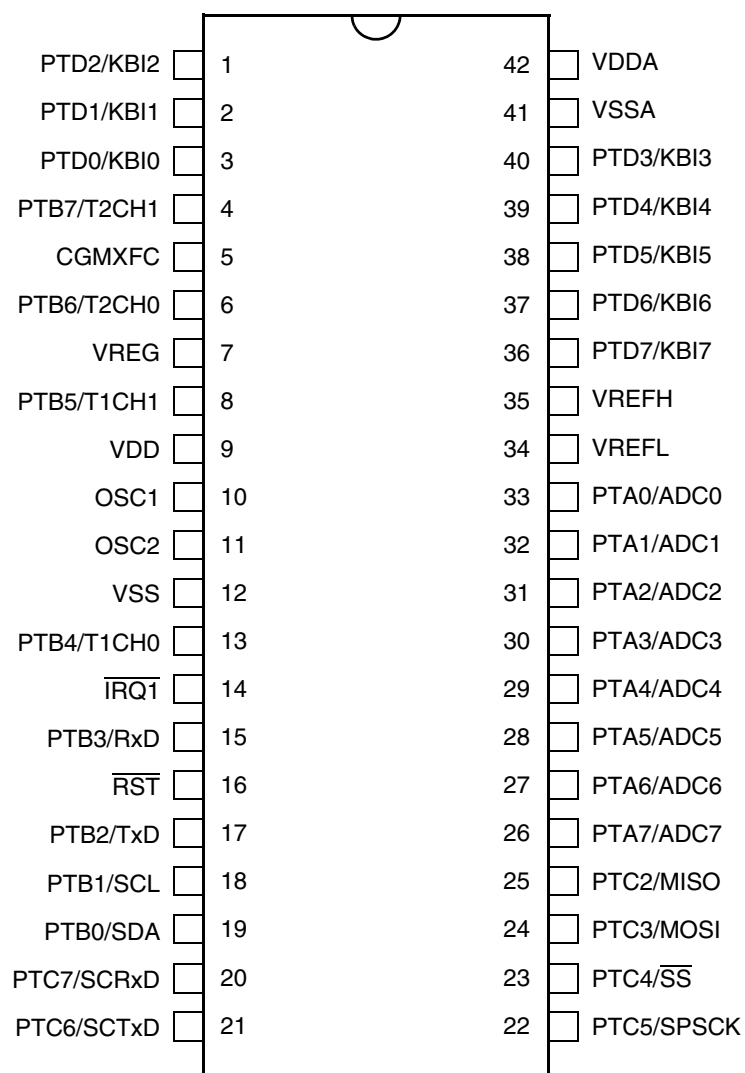 PTD2/KBI2 1 42 VDDA
PTD1/KBI1 2 41 VSSA
PTD0/KBI0 3 40 PTD3/KBI3
PTB7/T2CH1 4 39 PTD4/KBI4
CGMXFC 5 38 PTD5/KBI5
PTB6/T2CH0 6 37 PTD6/KBI6
VREG 7 36 PTD7/KBI7
PTB5/T1CH1 8 35 VREFH
VDD 9 34 VREFL
OSC1 10 33 PTA0/ADC0
OSC2 11 32 PTA1/ADC1
VSS 12 31 PTA2/ADC2
PTB4/T1CH0 13 30 PTA3/ADC3
I̅R̅Q̅1̅ 14 29 PTA4/ADC4
PTB3/RxD 15 28 PTA5/ADC5
R̅S̅T̅ 16 27 PTA6/ADC6
PTB2/TxD 17 26 PTA7/ADC7
PTB1/SCL 18 25 PTC2/MISO
PTB0/SDA 19 24 PTC3/MOSI
PTC7/SCRxD 20 23 PTC4/S̅S̅
PTC6/SCTxD 21 22 PTC5/SPSCK